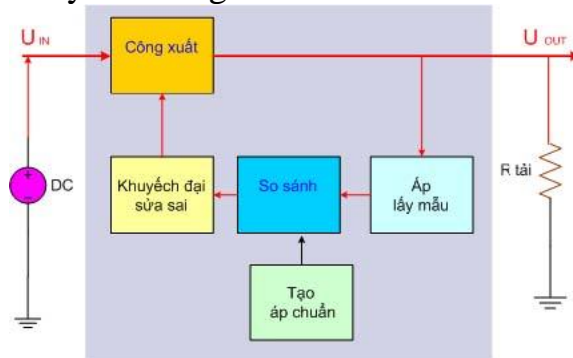 U IN
Công xuất
U OUT
DC
Khuyếch đại
sửa sai
So sánh
Áp
lấy mẫu
R tải
Tạo
áp chuẩn